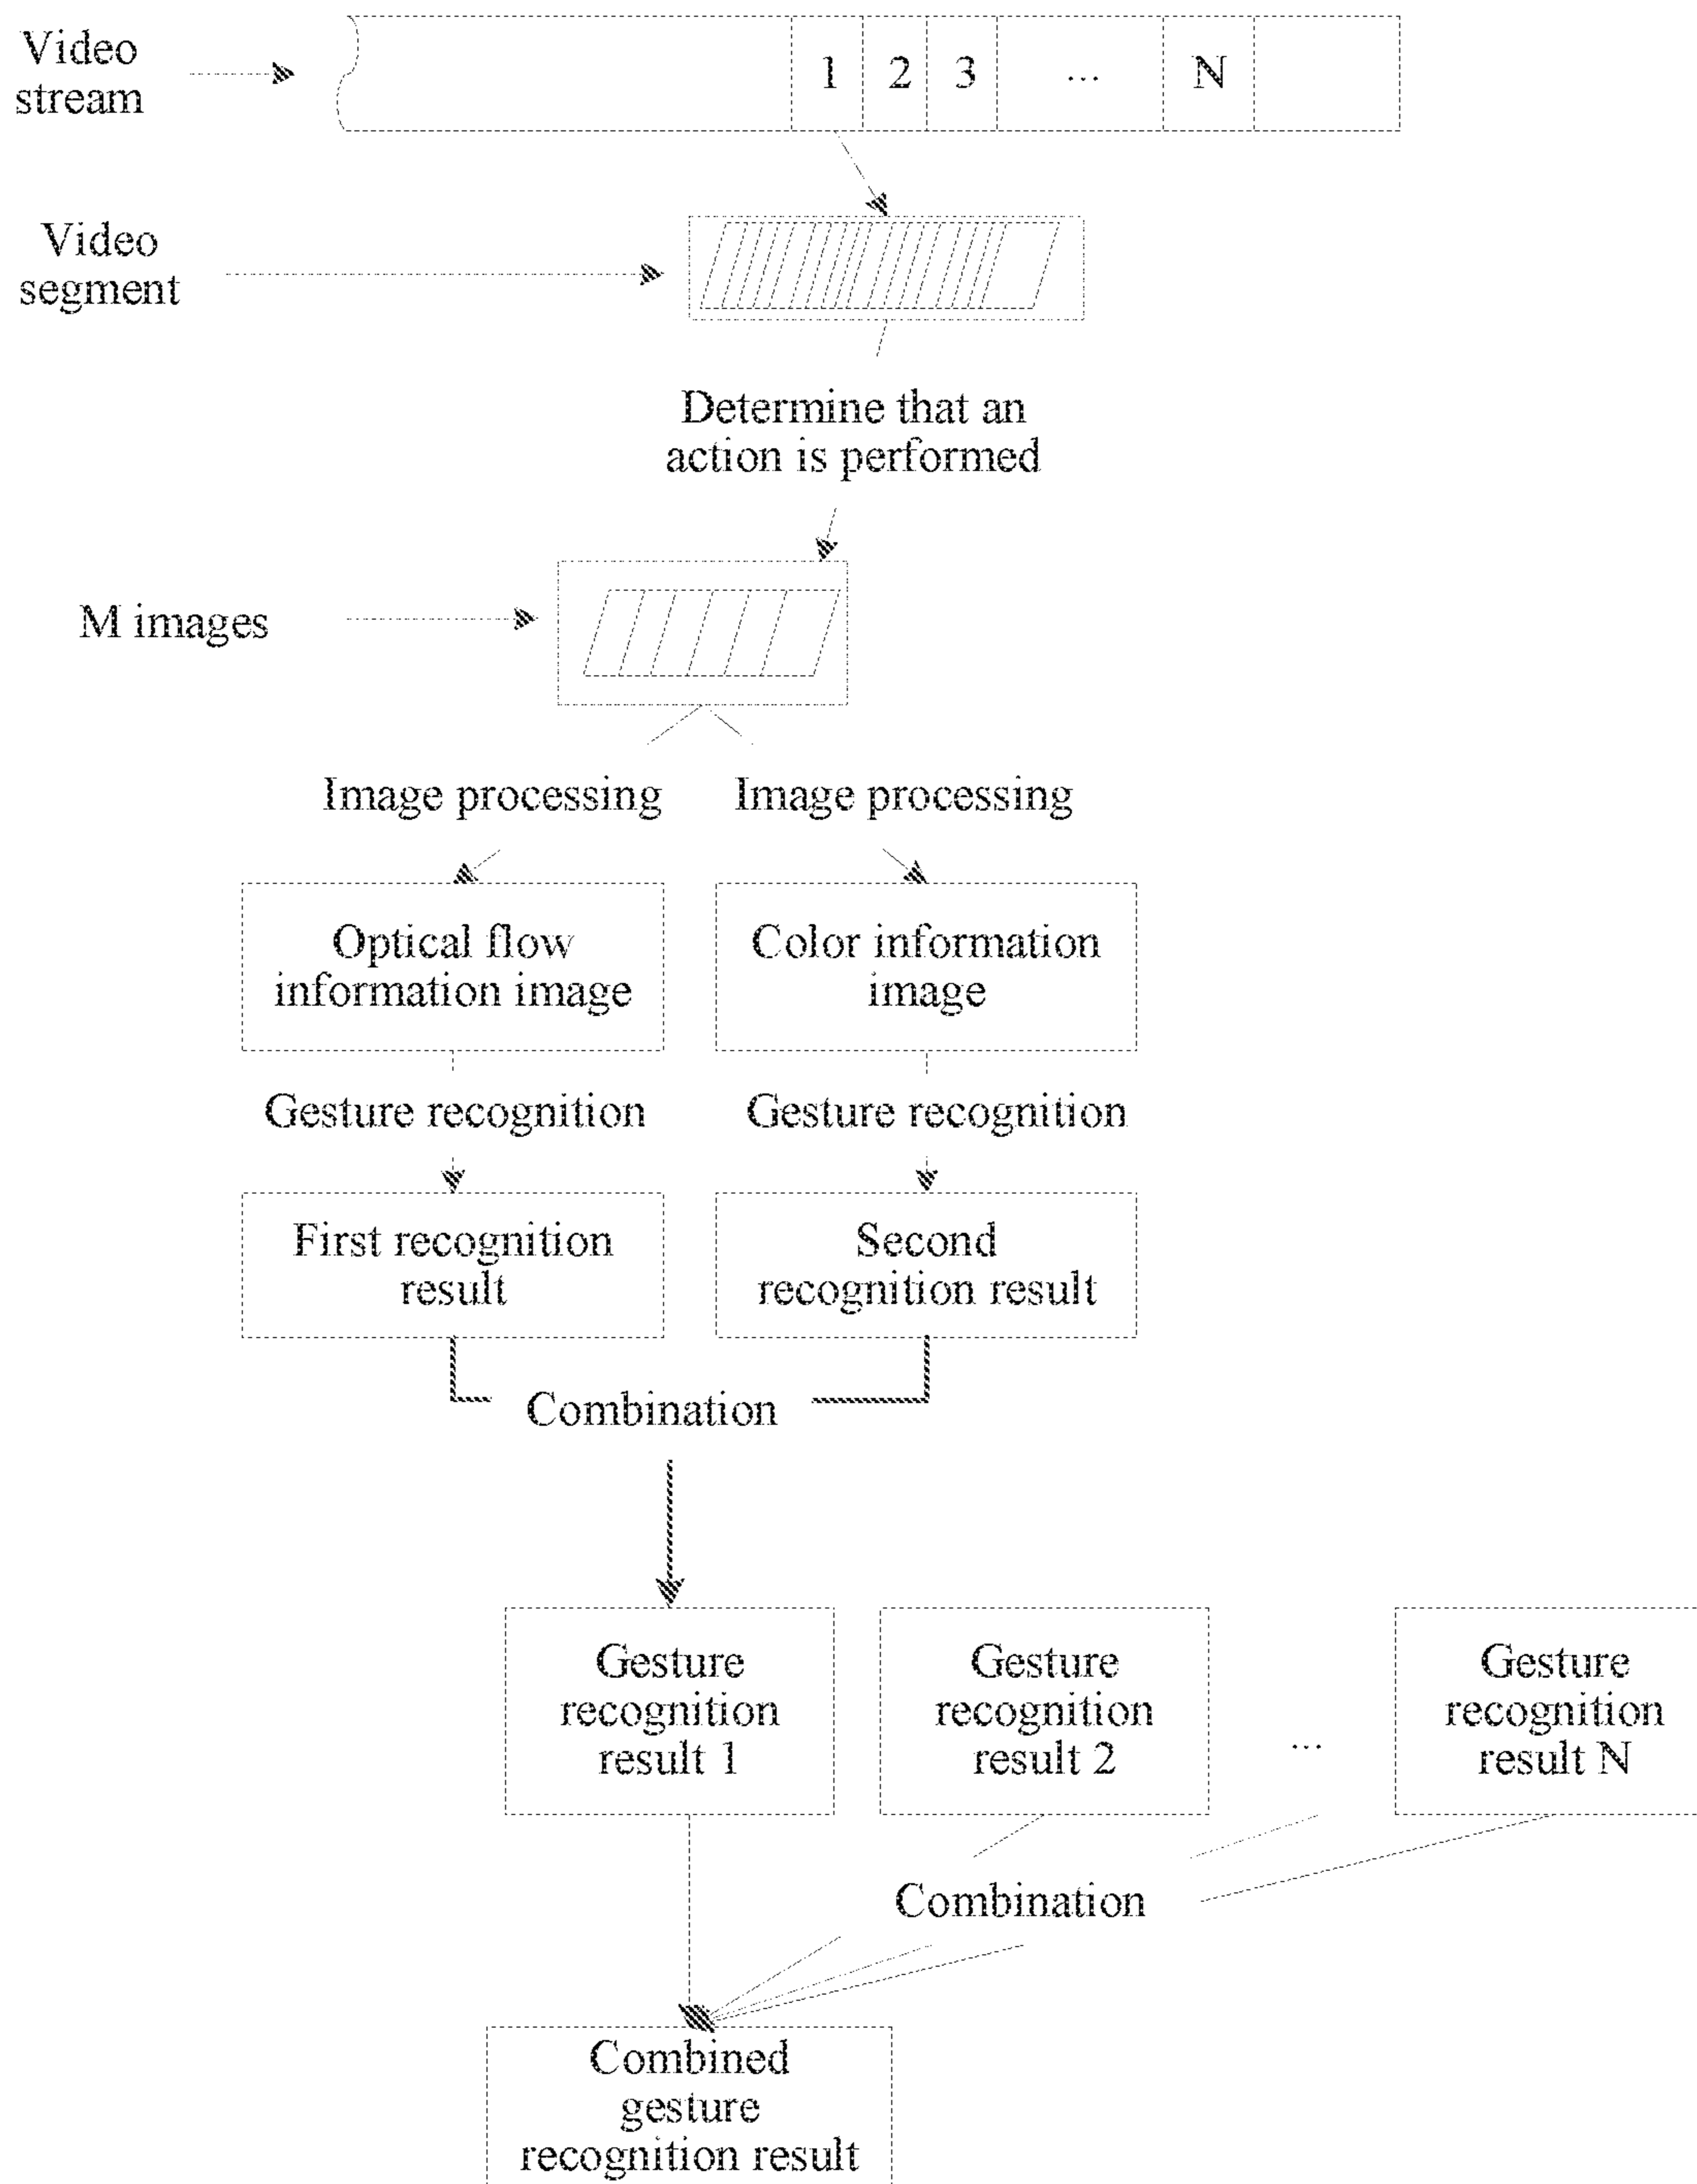 Video
stream
1 2 3 ... N
Video
segment
Determine that an
action is performed
M images
Image processing
Image processing
Optical flow
information image
Color information
image
Gesture recognition
Gesture recognition
First recognition
result
Second
recognition result
Combination
Gesture
recognition
result 1
Gesture
recognition
result 2
...
Gesture
recognition
result N
Combination
Combined
gesture
recognition result